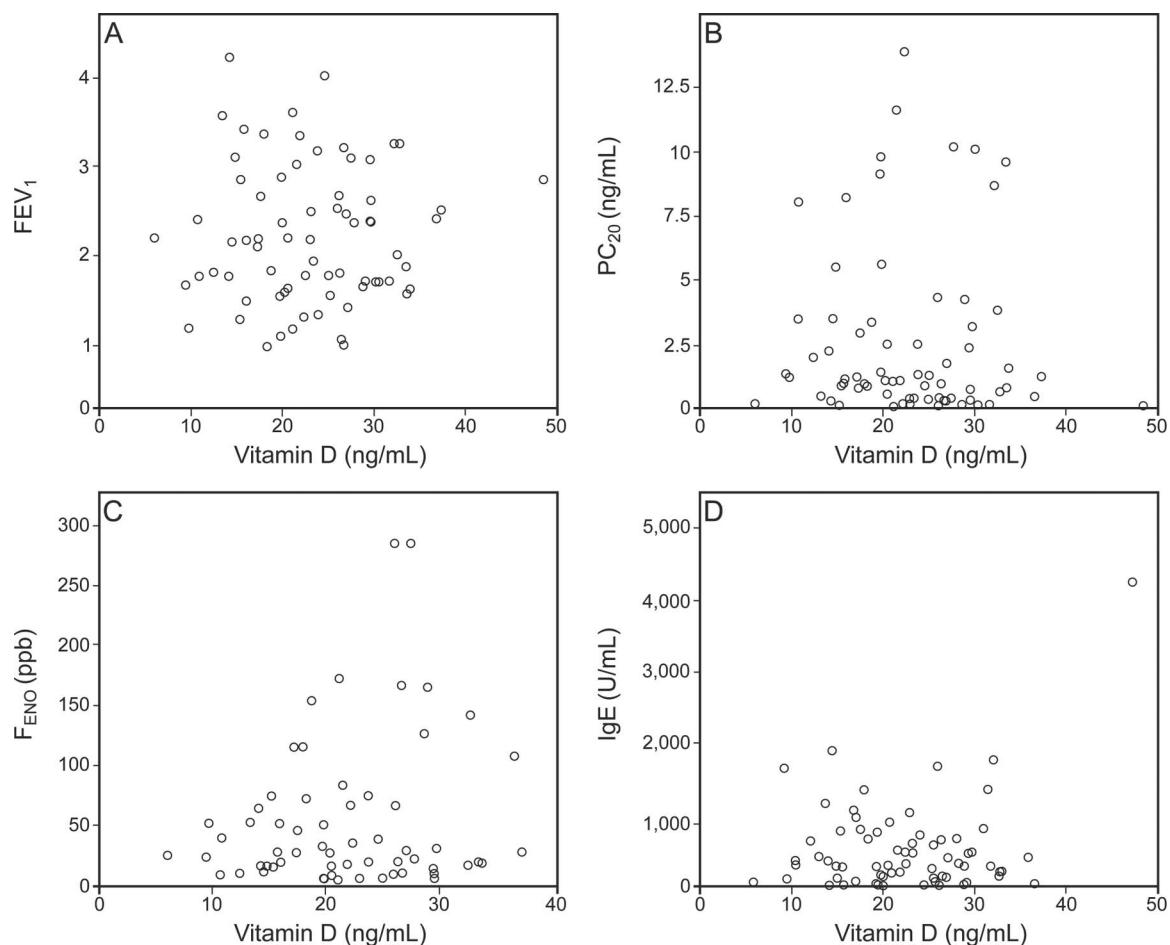 A
4
3
2
1
0
FEV1
0 10 20 30 40 50
Vitamin D (ng/mL)
B
12.5
10
7.5
5
2.5
0
PC20 (ng/mL)
0 10 20 30 40 50
Vitamin D (ng/mL)
C
300
250
200
150
100
50
0
FENO (ppb)
0 10 20 30 40
Vitamin D (ng/mL)
D
5,000
4,000
3,000
2,000
1,000
0
IgE (U/mL)
0 10 20 30 40 50
Vitamin D (ng/mL)